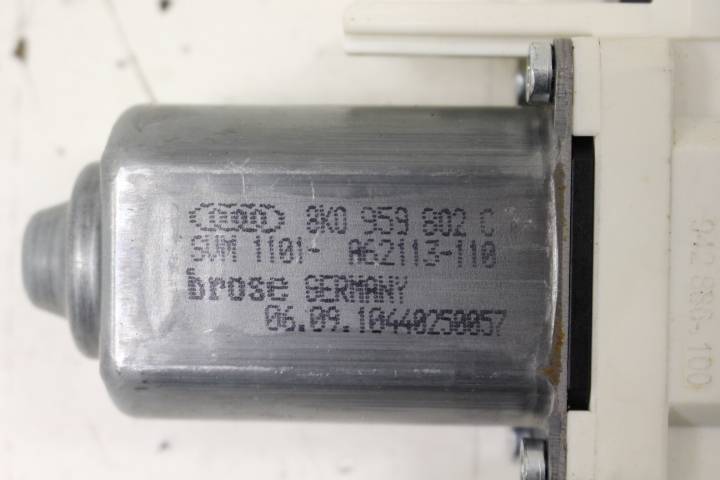 8K0 959 802 C
SWM 1101- A62113-110
brose GERMANY
06.09.10440250057